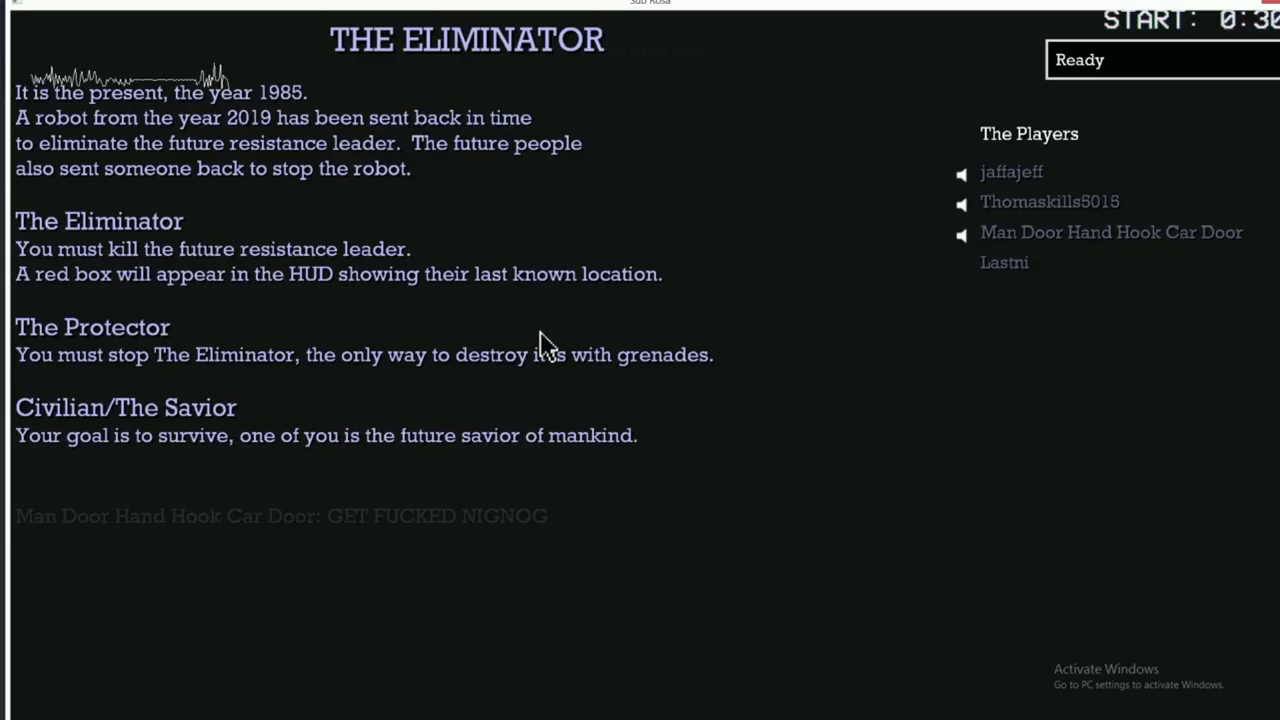 Sub Rosa
THE ELIMINATOR
START: 0:30
Ready
It is the present, the year 1985.
A robot from the year 2019 has been sent back in time
to eliminate the future resistance leader. The future people
also sent someone back to stop the robot.
The Eliminator
You must kill the future resistance leader.
A red box will appear in the HUD showing their last known location.
The Protector
You must stop The Eliminator, the only way to destroy is with grenades.
Civilian/The Savior
Your goal is to survive, one of you is the future savior of mankind.
Man Door Hand Hook Car Door: GET FUCKED NIGNOG
The Players
jaffajeff
Thomaskills5015
Man Door Hand Hook Car Door
Lastni
Activate Windows
Go to PC settings to activate Windows.